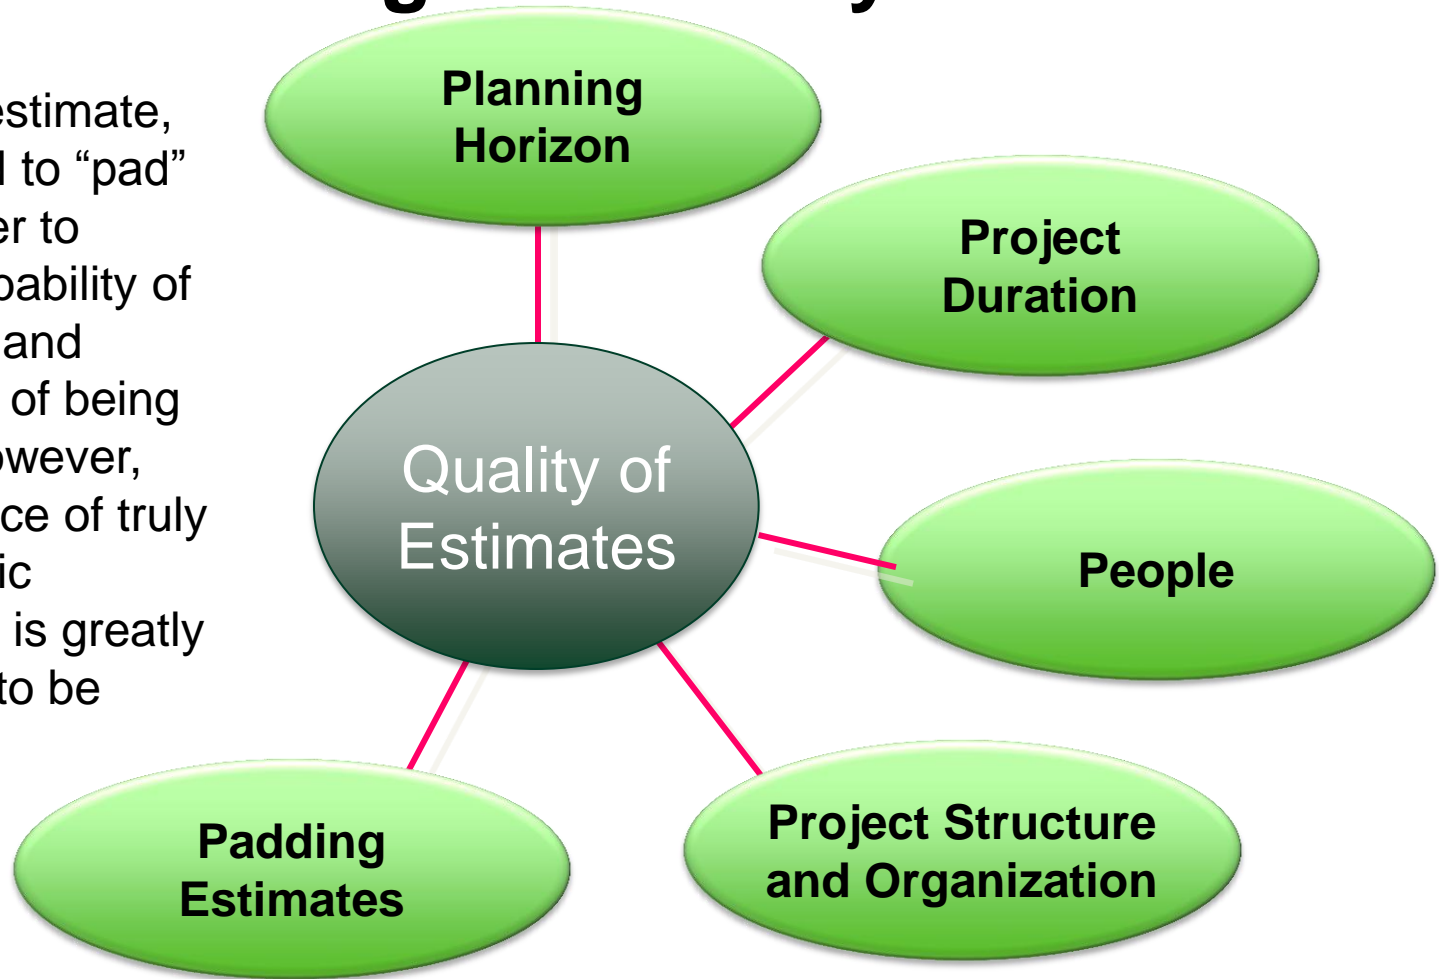 Planning
Horizon
estimate,
to “pad”
er to
bability of
and
of being
owever,
ce of truly
ic
is greatly
to be
Project
Duration
Quality of
Estimates
People
Padding
Estimates
Project Structure
and Organization